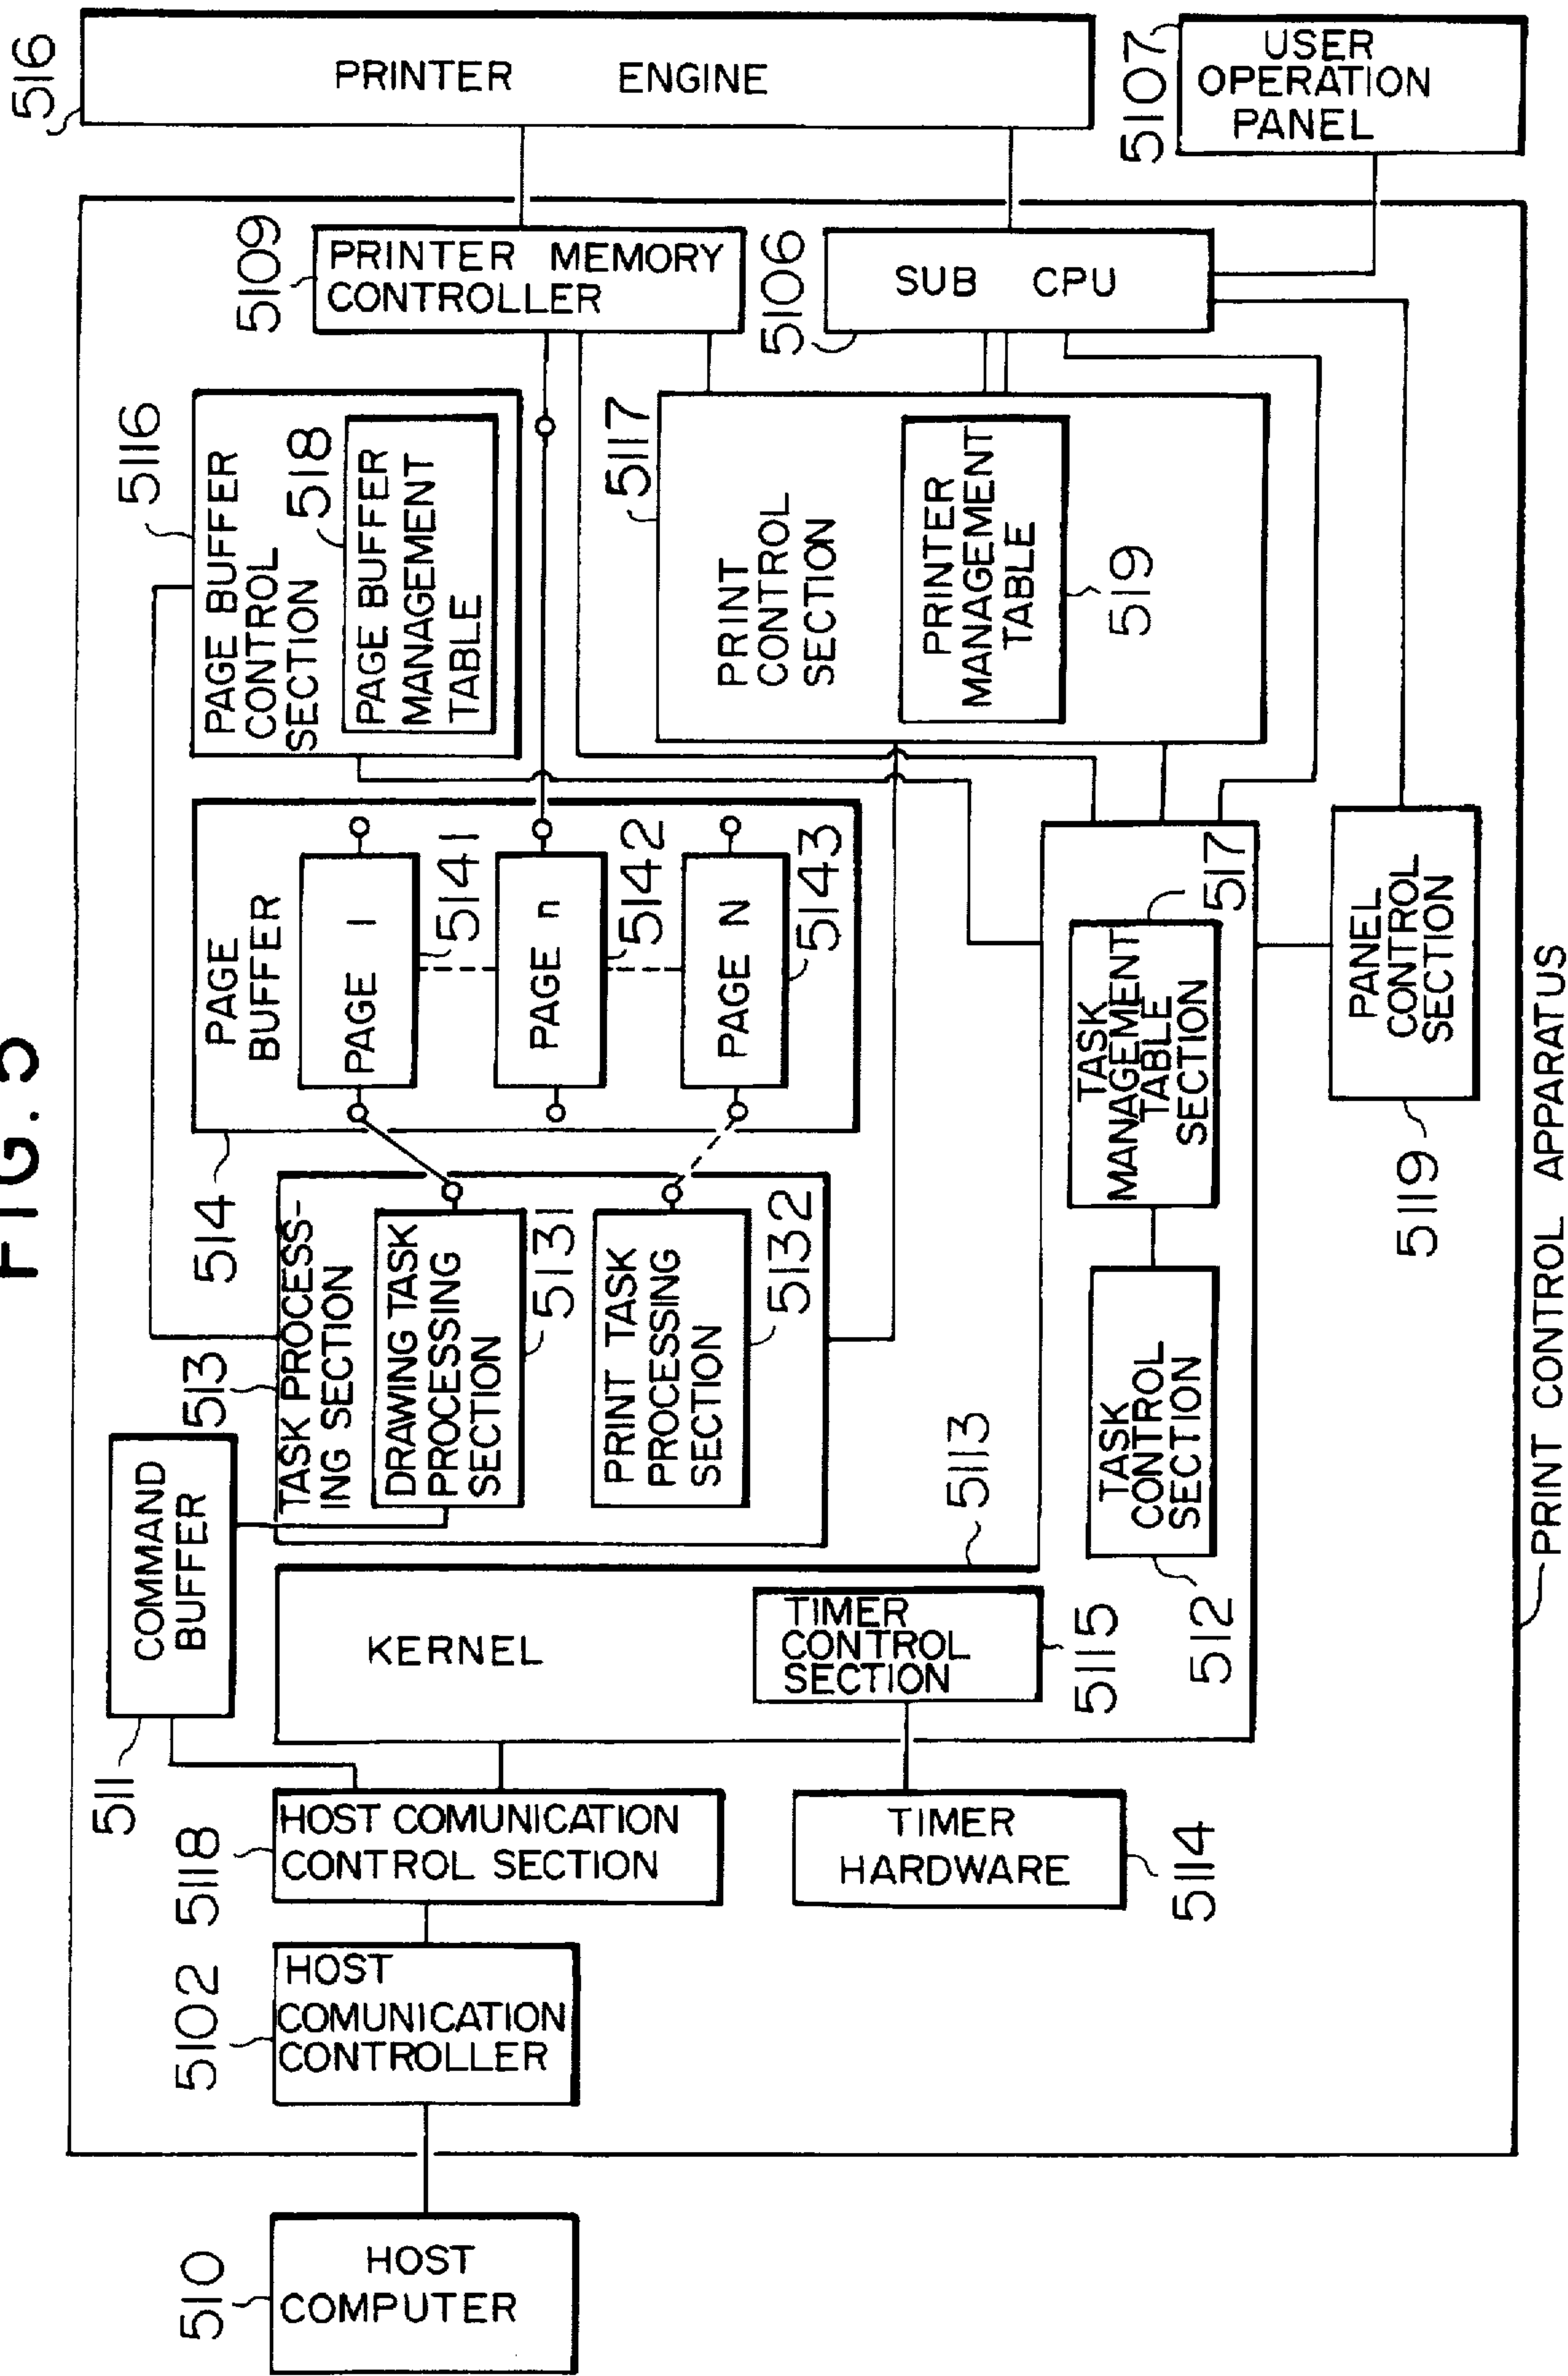 FIG. 5
516
PRINTER ENGINE
5107
USER
OPERATION
PANEL
5109
PRINTER MEMORY
CONTROLLER
5106
SUB CPU
5116
PAGE BUFFER
CONTROL
SECTION
518
PAGE BUFFER
MANAGEMENT
TABLE
5117
PRINT
CONTROL
SECTION
PRINTER
MANAGEMENT
TABLE
519
514
PAGE
BUFFER
PAGE 1
5141
PAGE n
5142
PAGE N
5143
513
TASK PROCESS-
ING SECTION
DRAWING TASK
PROCESSING
SECTION
5131
PRINT TASK
PROCESSING
SECTION
5132
511
COMMAND
BUFFER
5113
KERNEL
TIMER
CONTROL
SECTION
5115
TASK
CONTROL
SECTION
512
TASK
MANAGEMENT
TABLE
SECTION
517
PANEL
CONTROL
SECTION
5119
5118
HOST COMUNICATION
CONTROL SECTION
TIMER
HARDWARE
5114
5102
HOST
COMUNICATION
CONTROLLER
510
HOST
COMPUTER
PRINT CONTROL APPARATUS